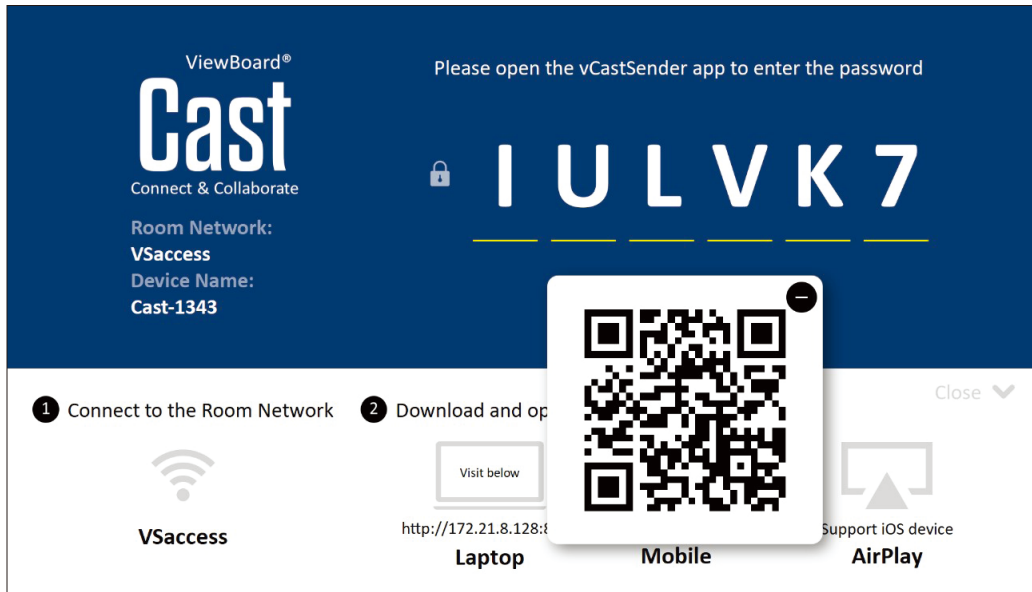 ViewBoard®
Cast
Connect & Collaborate
Room Network:
VSaccess
Device Name:
Cast-1343
Please open the vCastSender app to enter the password
I U L V K 7
Close
1 Connect to the Room Network
2 Download and op
VSaccess
Visit below
http://172.21.8.128:8
Laptop
Mobile
Support iOS device
AirPlay